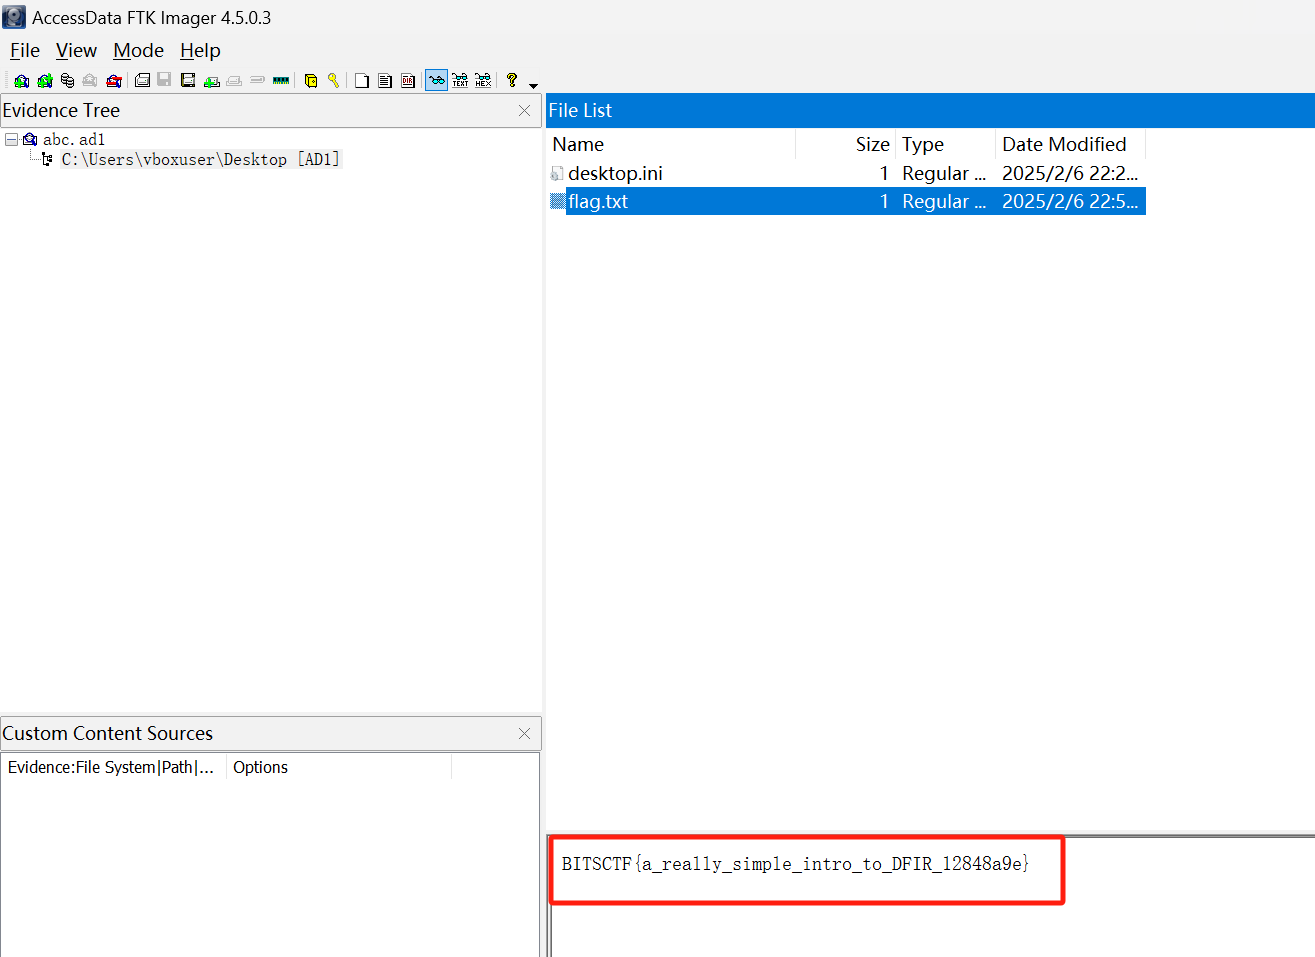 AccessData FTK Imager 4.5.0.3
File View Mode Help
Evidence Tree
abc.ad1
C:\Users\vboxuser\Desktop [AD1]
File List
Name Size Type Date Modified
desktop.ini 1 Regular ... 2025/2/6 22:2...
flag.txt 1 Regular ... 2025/2/6 22:5...
Custom Content Sources
Evidence:File System|Path|... Options
BITSCTF{a_really_simple_intro_to_DFIR_12848a9e}